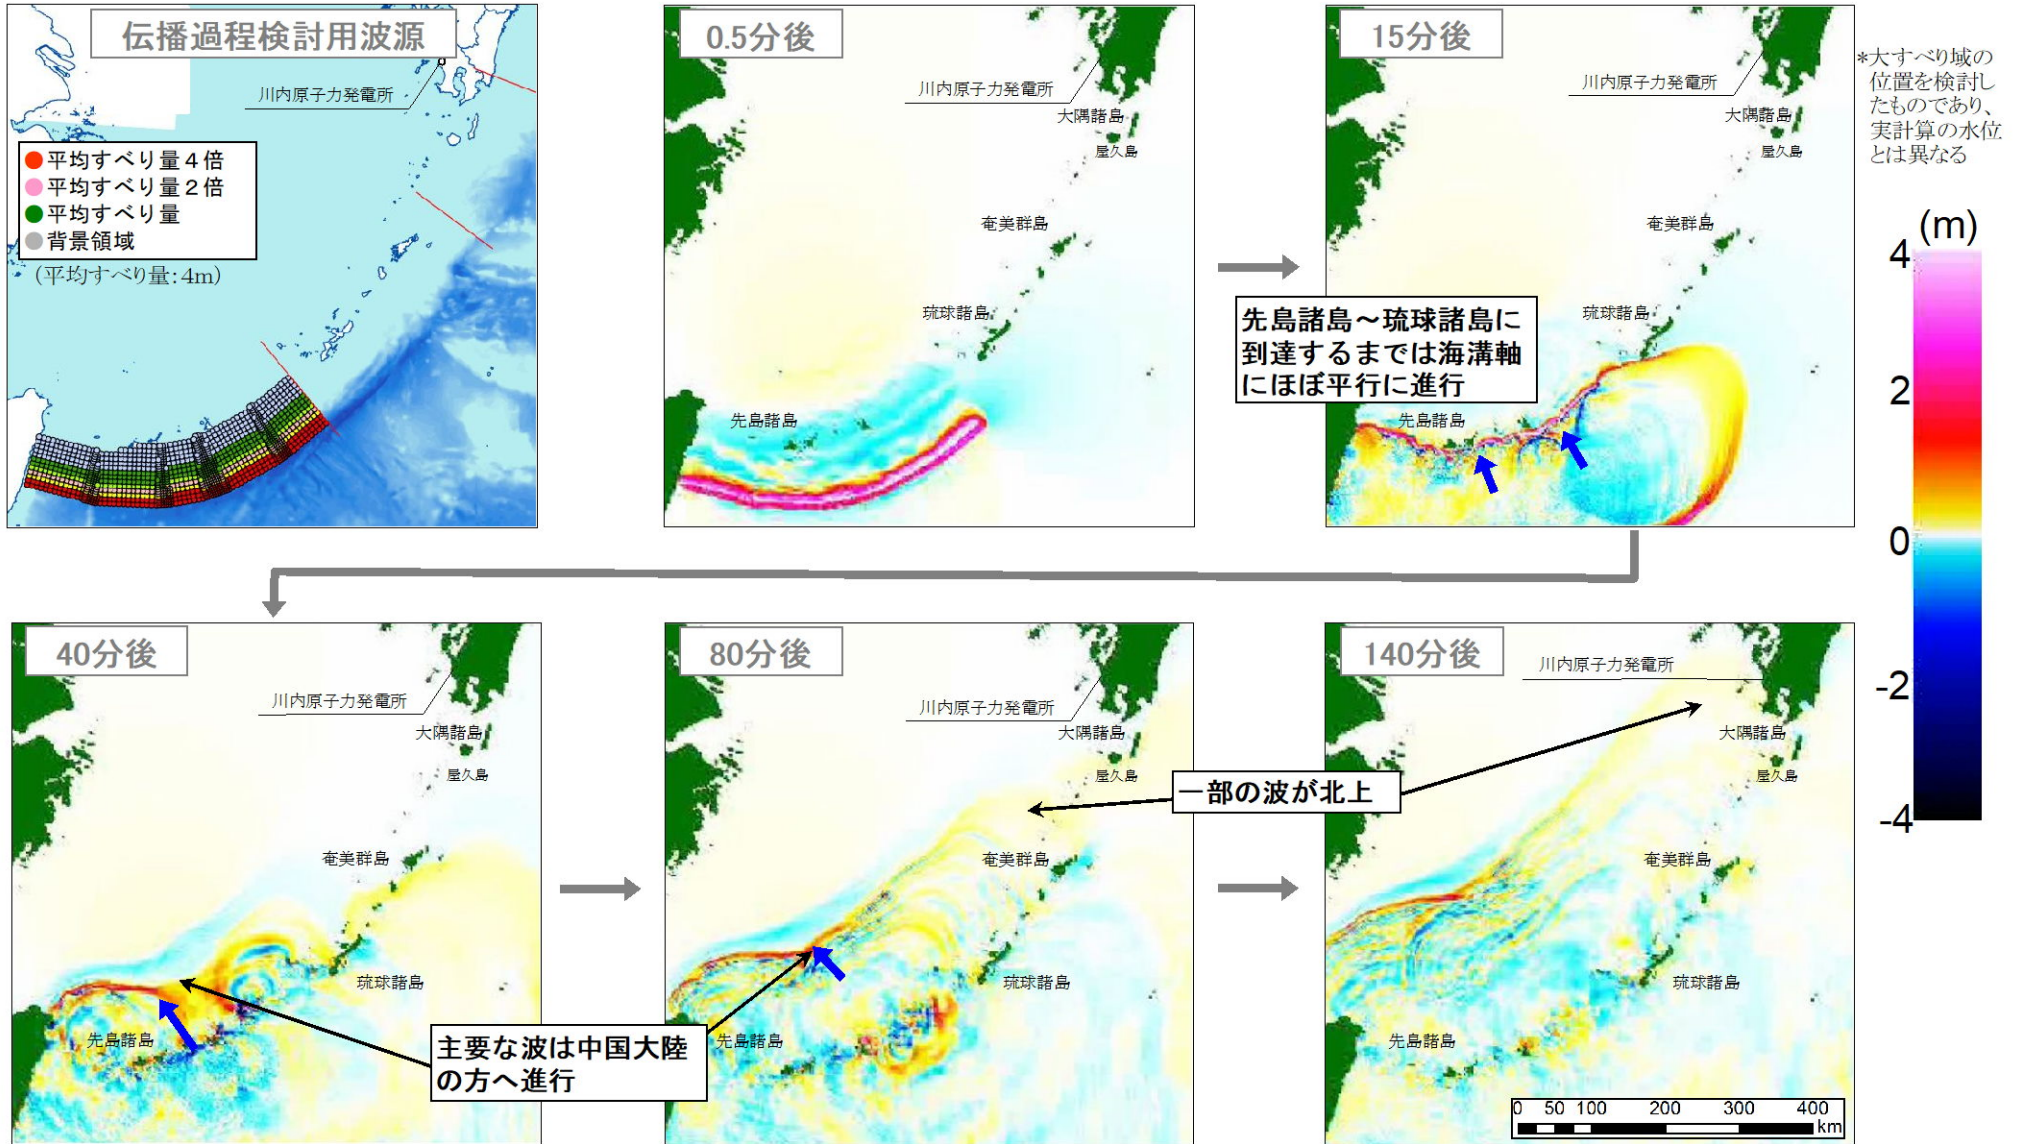 伝播過程検討用波源
川内原子力発電所
●平均すべり量4倍
●平均すべり量2倍
●平均すべり量
●背景領域
(平均すべり量:4m)
0.5分後
川内原子力発電所
大隅諸島
屋久島
奄美群島
琉球諸島
先島諸島
15分後
川内原子力発電所
大隅諸島
屋久島
奄美群島
琉球諸島
先島諸島
先島諸島～琉球諸島に
到達するまでは海溝軸
にほぼ平行に進行
*大すべり域の
位置を検討し
たものであり、
実計算の水位
とは異なる
(m)
4
2
0
-2
-4
40分後
川内原子力発電所
大隅諸島
屋久島
奄美群島
琉球諸島
先島諸島
主要な波は中国大陸
の方へ進行
80分後
川内原子力発電所
大隅諸島
屋久島
奄美群島
琉球諸島
先島諸島
一部の波が北上
140分後
川内原子力発電所
大隅諸島
屋久島
奄美群島
琉球諸島
先島諸島
0 50 100 200 300 400
km